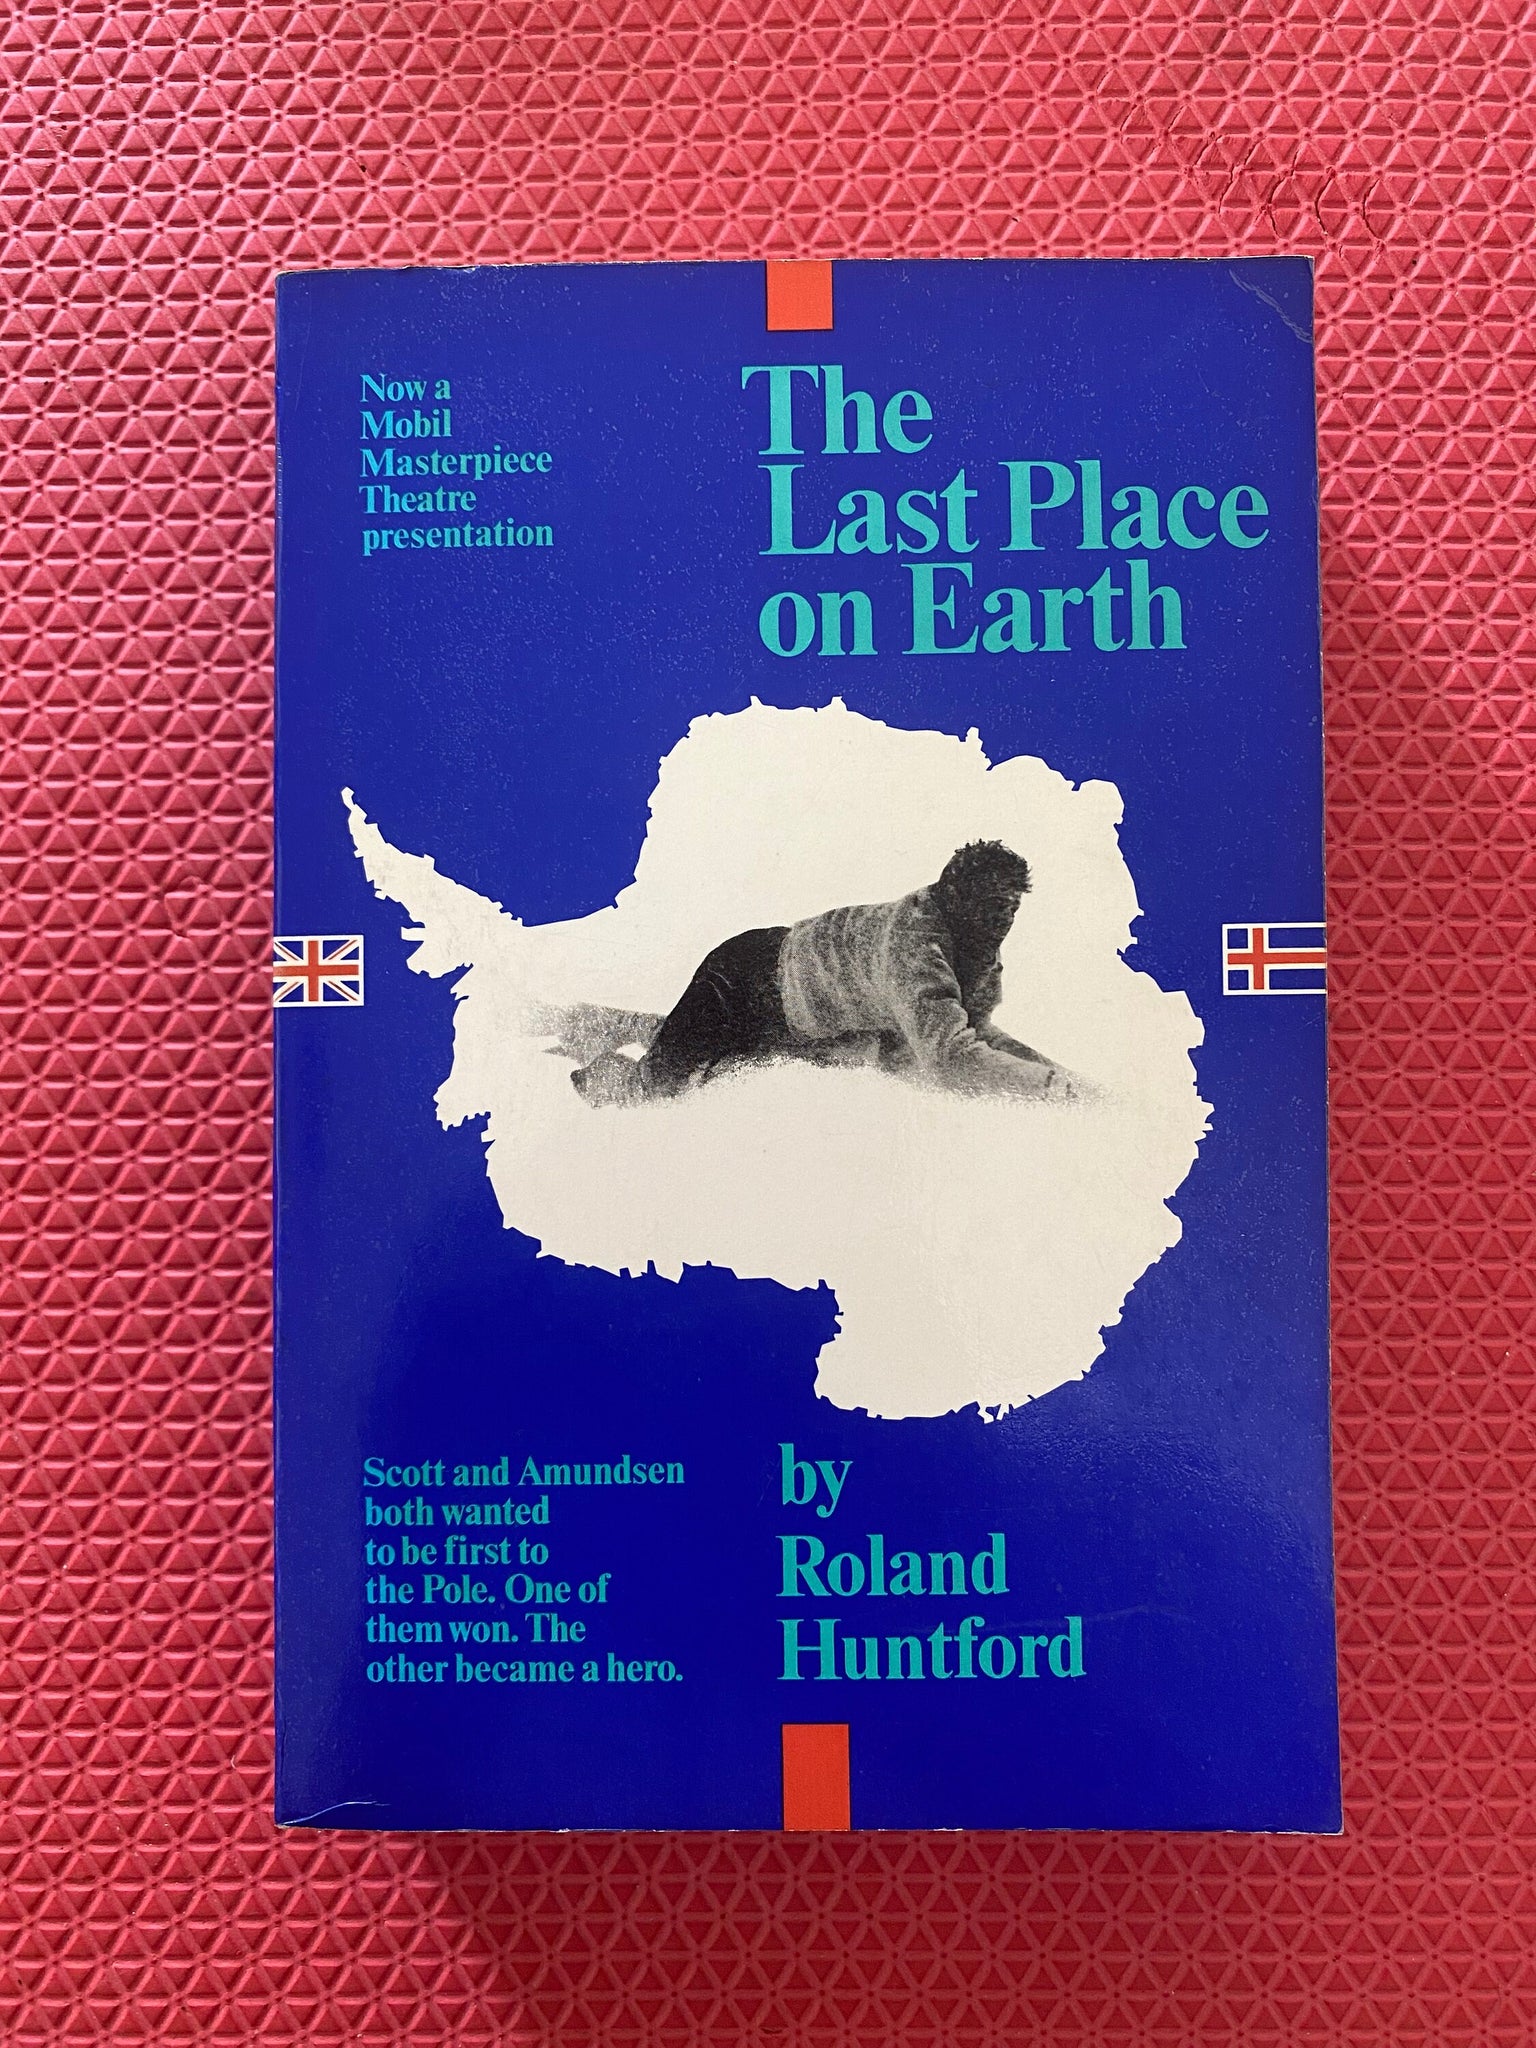 Now a
Mobil
Masterpiece
Theatre
presentation
The
Last Place
on Earth
Scott and Amundsen
both wanted
to be first to
the Pole. One of
them won. The
other became a hero.
by
Roland
Huntford